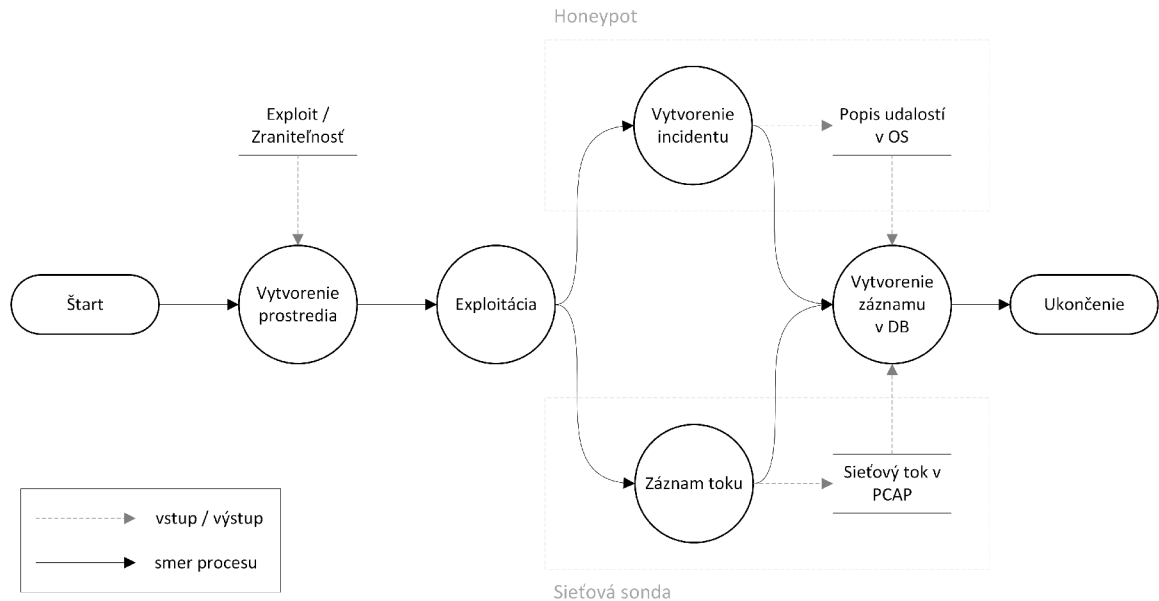 Honeypot
Exploit /
Zraniteľnosť
Vytvorenie
incidentu
Popis udalostí
v OS
Štart
Vytvorenie
prostredia
Exploitácia
Vytvorenie
záznamu
v DB
Ukončenie
Záznam toku
Sieťový tok v
PCAP
vstup / výstup
smer procesu
Sieťová sonda